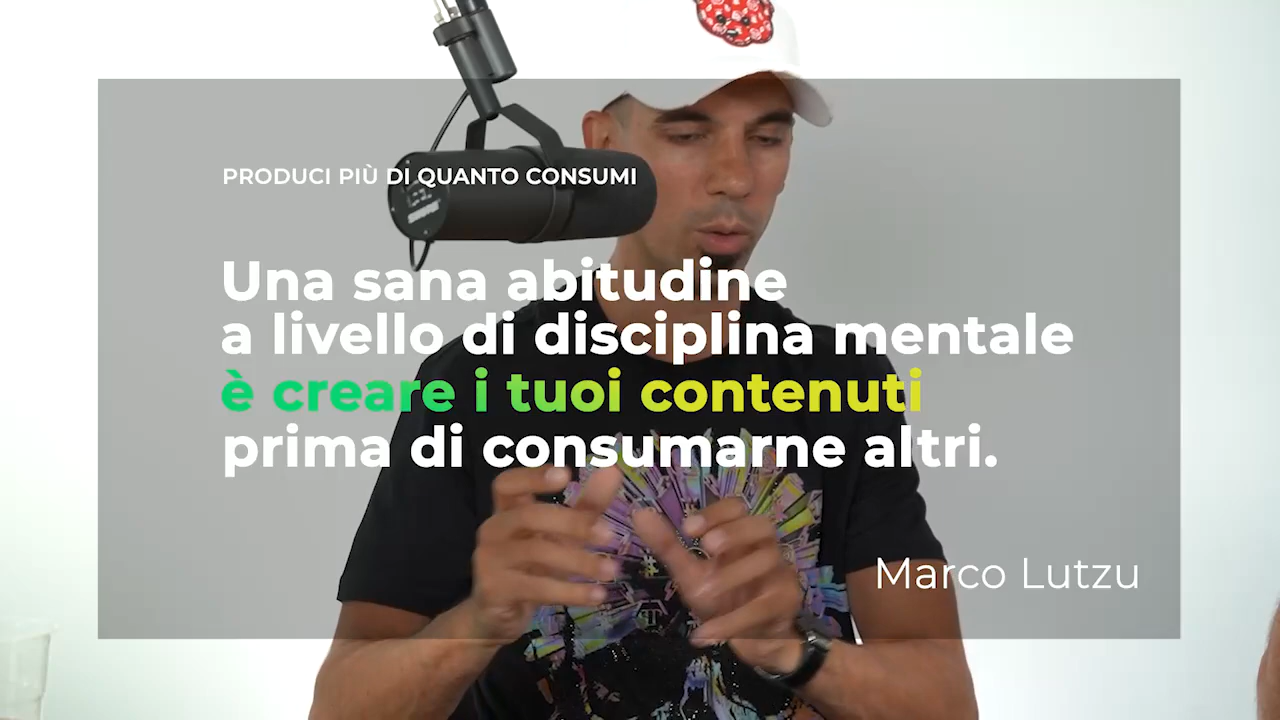 PRODUCI PIÙ DI QUANTO CONSUMI
Una sana abitudine
a livello di disciplina mentale
è creare i tuoi contenuti
prima di consumarne altri.
Marco Lutzu